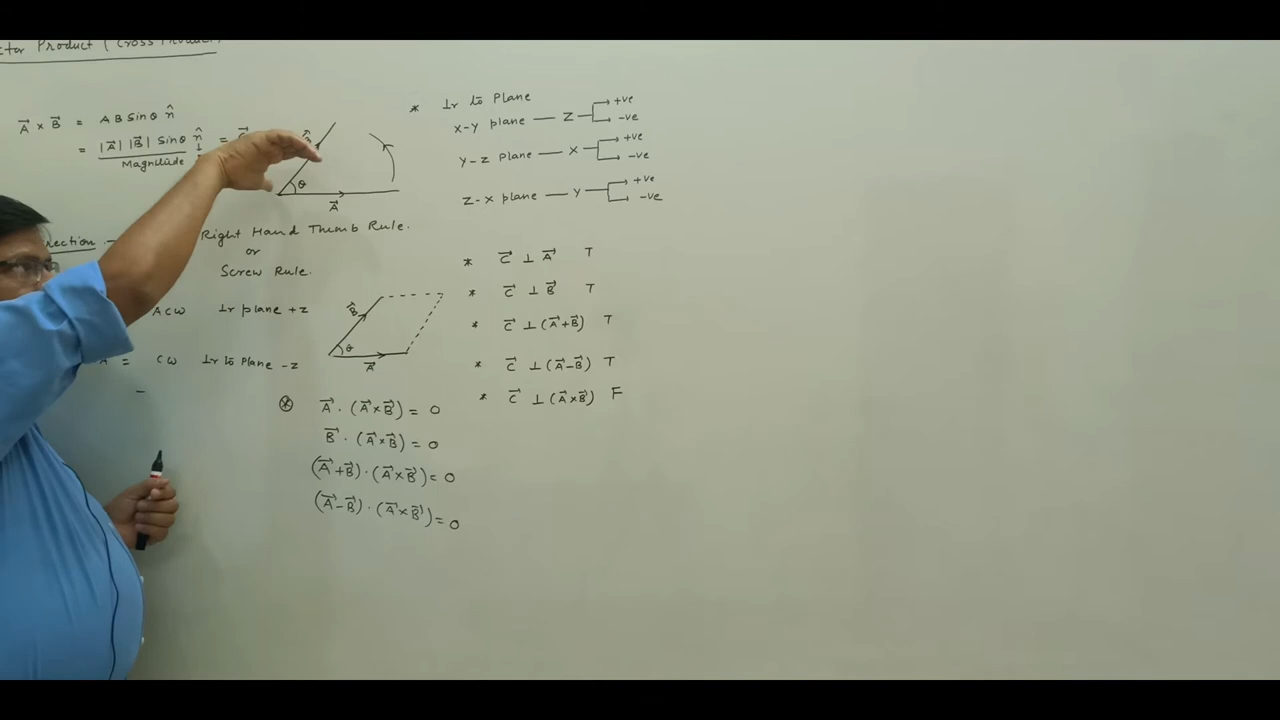 Product (Cross Product)
A⃗ × B⃗ = AB Sinθ n̂
= |A⃗| |B⃗| Sinθ n̂ = C⃗
Magnitude
B⃗
θ
A⃗
Right Hand Thumb Rule.
or
Screw Rule.
ACW ⊥r plane +z
= CW ⊥r to Plane -z
B⃗
θ
A⃗
⊛ A⃗ . (A⃗×B⃗) = 0
B⃗ . (A⃗×B⃗) = 0
(A⃗+B⃗) . (A⃗×B⃗) = 0
(A⃗-B⃗) . (A⃗×B⃗) = 0
* ⊥r to Plane
X-Y plane — Z +ve
-ve
Y-Z Plane — X +ve
-ve
Z-X plane — Y +ve
-ve
* C⃗ ⊥ A⃗ T
* C⃗ ⊥ B⃗ T
* C⃗ ⊥ (A⃗+B⃗) T
* C⃗ ⊥ (A⃗-B⃗) T
* C⃗ ⊥ (A⃗×B⃗) F